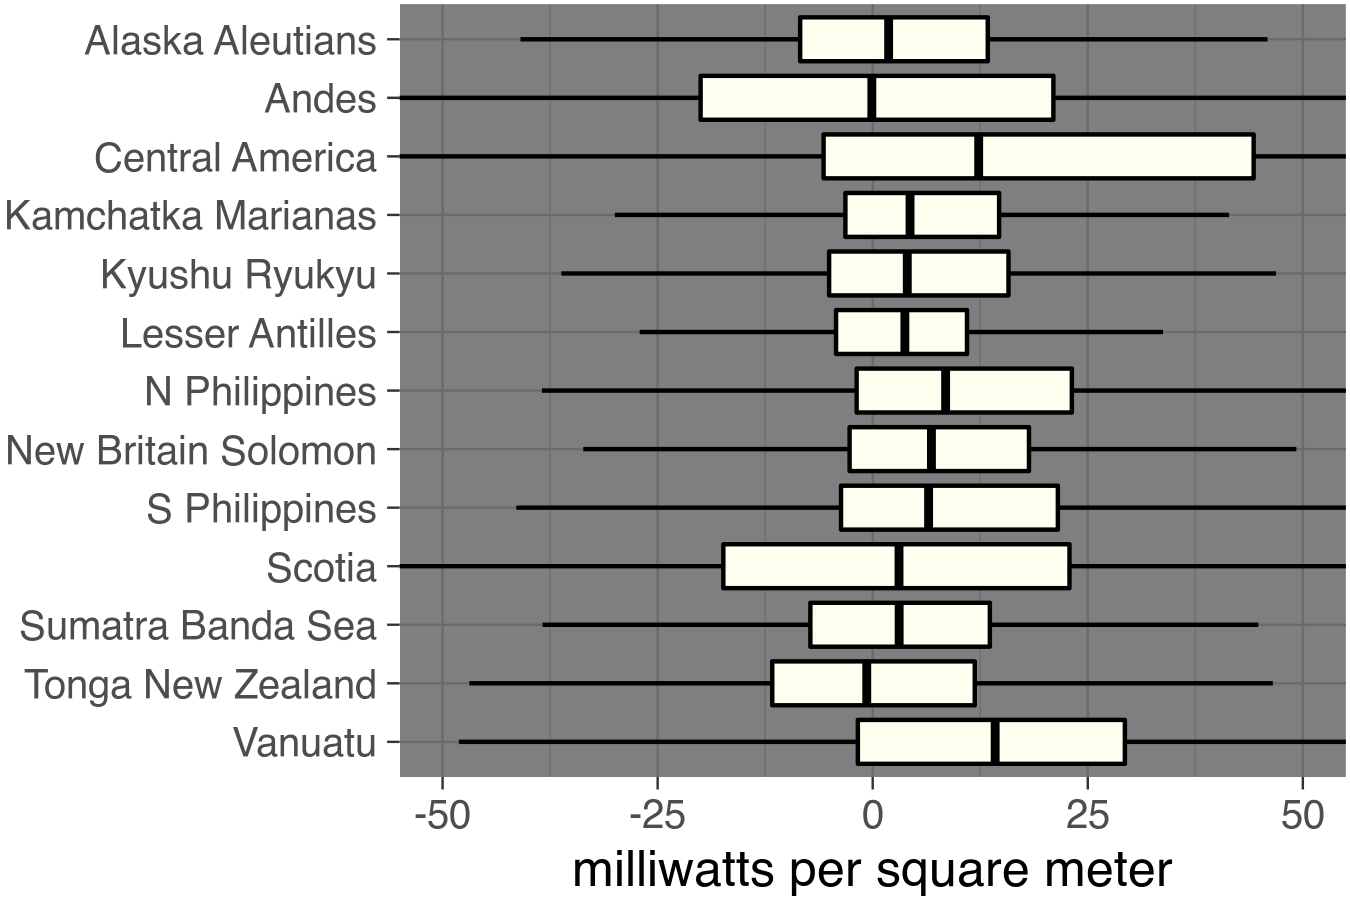 Alaska Aleutians
Andes
Central America
Kamchatka Marianas
Kyushu Ryukyu
Lesser Antilles
N Philippines
New Britain Solomon
S Philippines
Scotia
Sumatra Banda Sea
Tonga New Zealand
Vanuatu
-50 -25 0 25 50
milliwatts per square meter